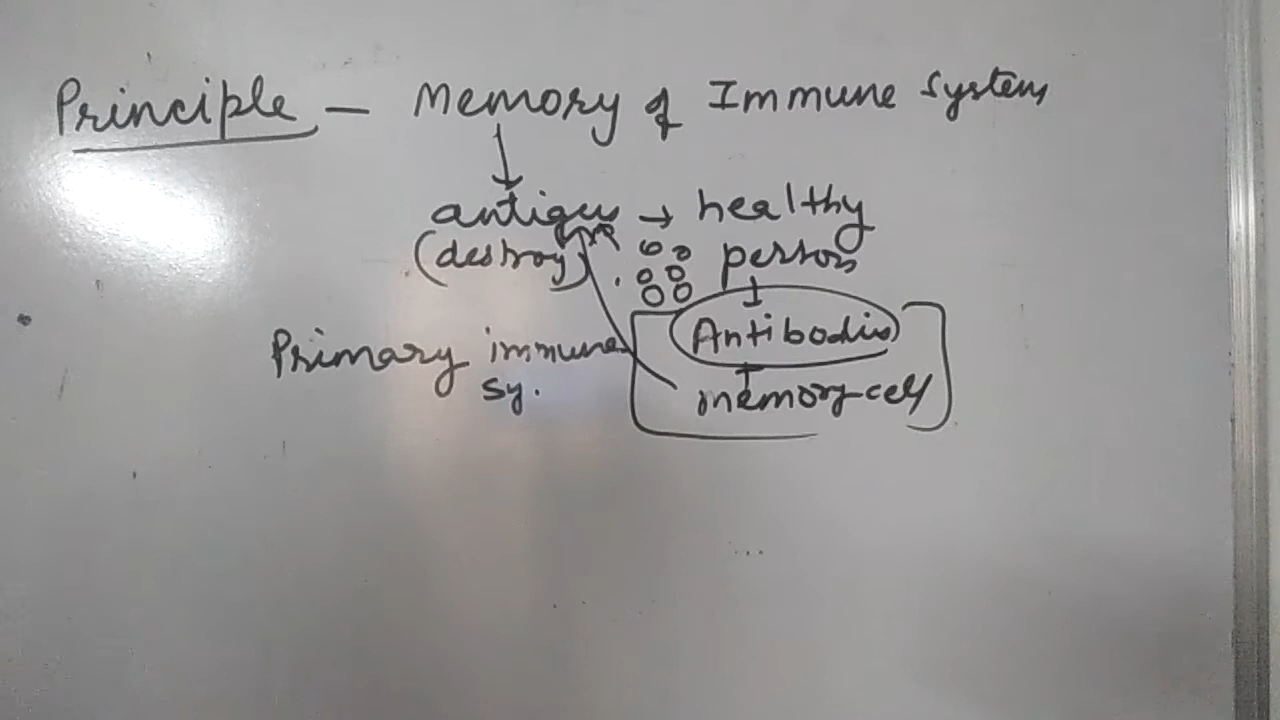 Principle – Memory of Immune System
antigen → healthy
(destroy) person
Antibodies
Primary immune
sy. memory cell